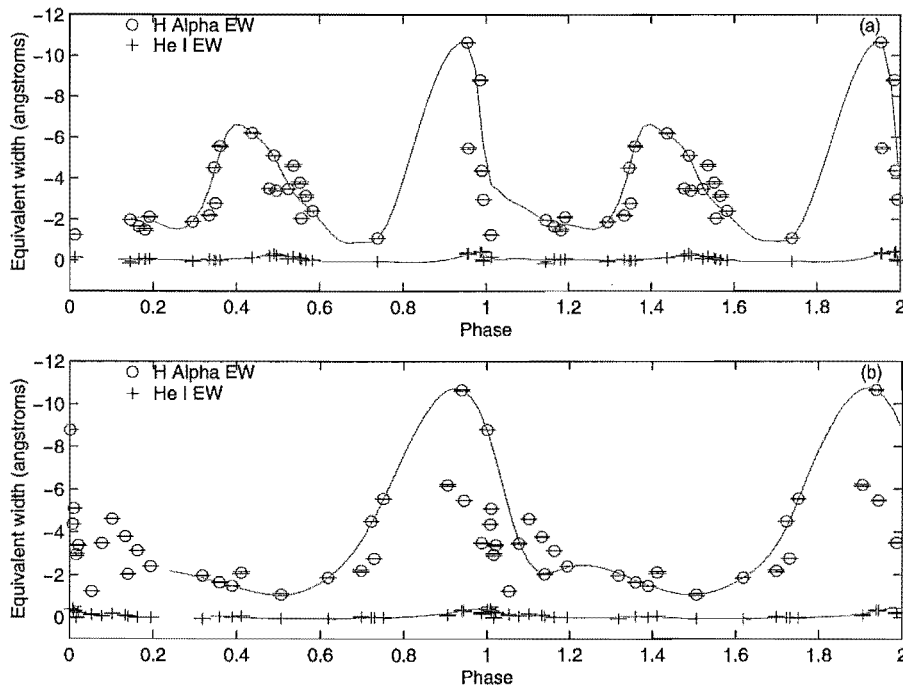 (a)
H Alpha EW
He I EW
Equivalent width (angstroms)
-12
-10
-8
-6
-4
-2
0
0 0.2 0.4 0.6 0.8 1 1.2 1.4 1.6 1.8 2
Phase
(b)
H Alpha EW
He I EW
Equivalent width (angstroms)
-12
-10
-8
-6
-4
-2
0
0 0.2 0.4 0.6 0.8 1 1.2 1.4 1.6 1.8 2
Phase